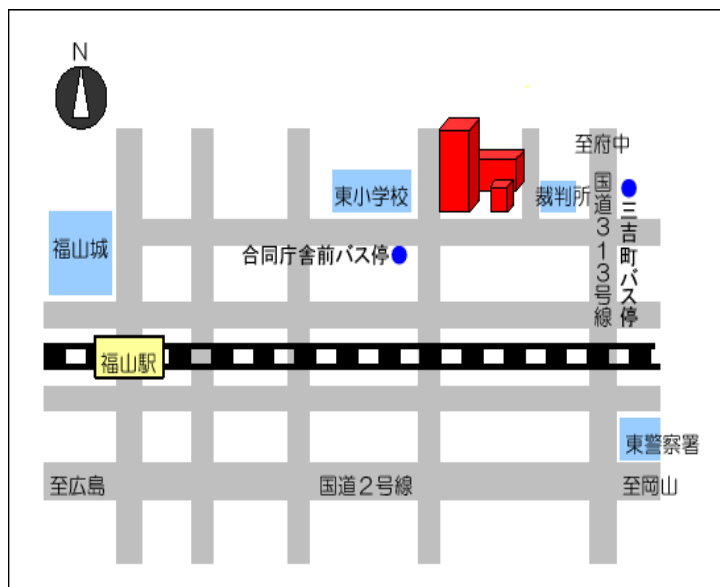 N
至府中
東小学校
裁判所
国道313号線
三吉町バス停
福山城
合同庁舎前バス停
福山駅
東警察署
至広島
国道2号線
至岡山